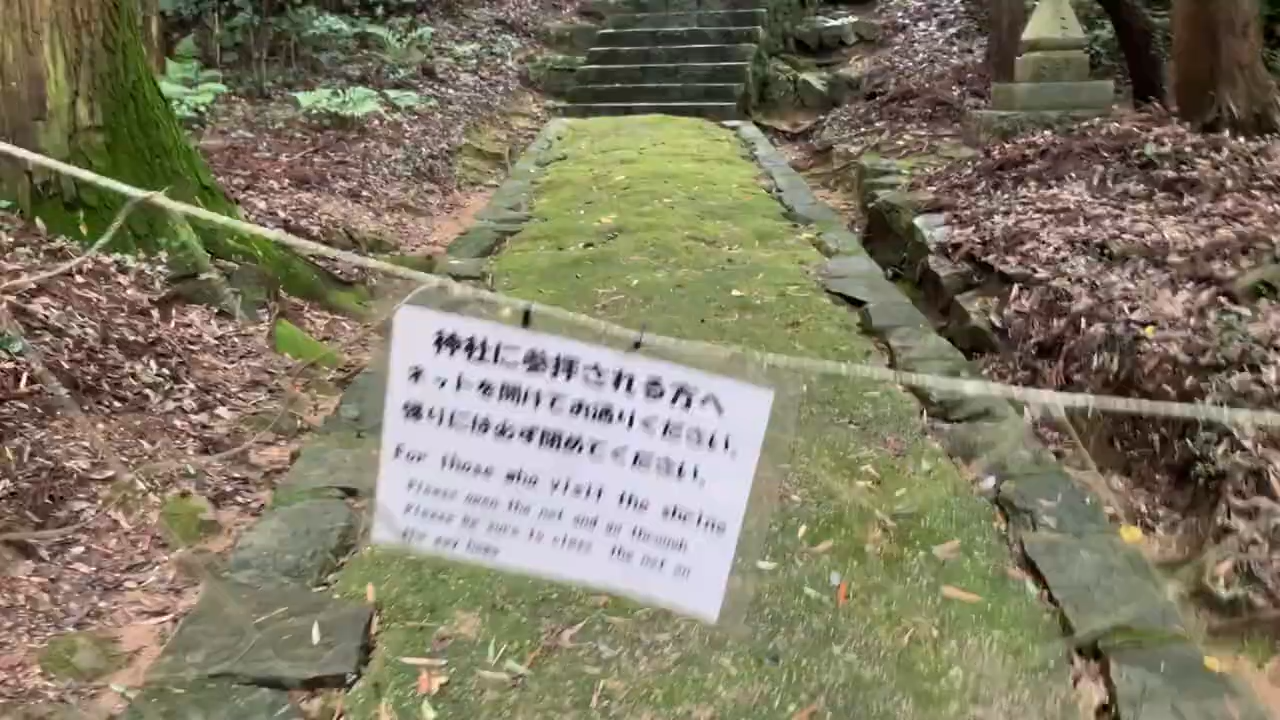 神社に参拝される方へ
ネットを開けてお通りください。
帰りには必ず閉めてください。
For those who visit the shrine
Please open the net and go through
Please be sure to close the net on
the way home